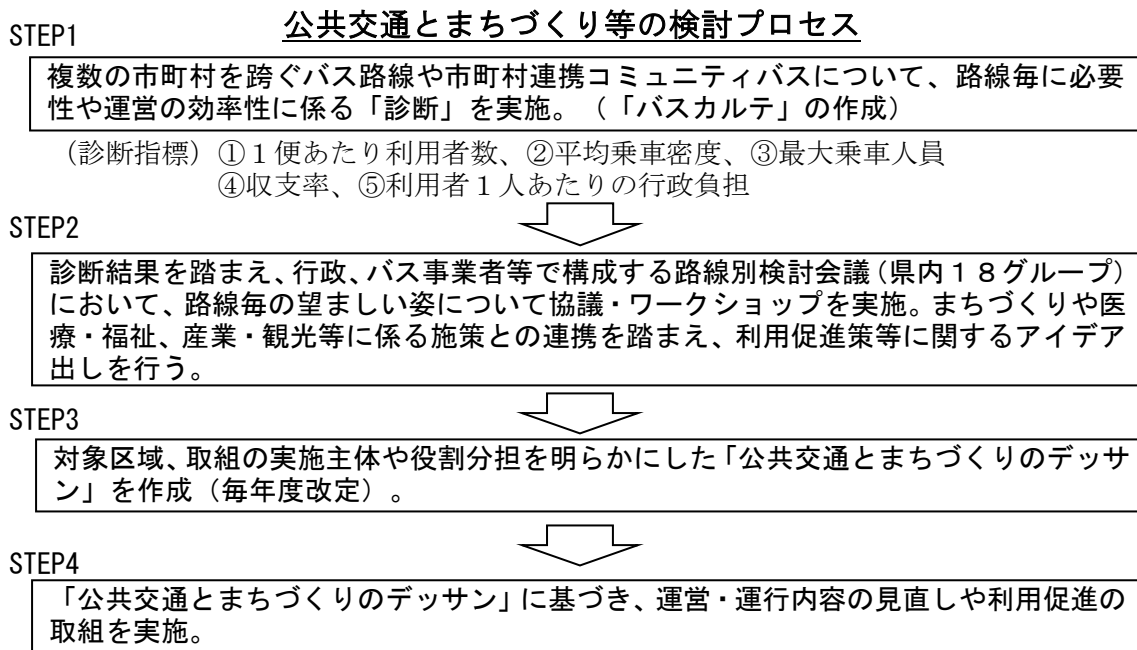 公共交通とまちづくり等の検討プロセス
STEP1
複数の市町村を跨ぐバス路線や市町村連携コミュニティバスについて、路線毎に必要
性や運営の効率性に係る「診断」を実施。（「バスカルテ」の作成）
（診断指標）①１便あたり利用者数、②平均乗車密度、③最大乗車人員
④収支率、⑤利用者１人あたりの行政負担
STEP2
診断結果を踏まえ、行政、バス事業者等で構成する路線別検討会議（県内１８グループ）
において、路線毎の望ましい姿について協議・ワークショップを実施。まちづくりや医
療・福祉、産業・観光等に係る施策との連携を踏まえ、利用促進策等に関するアイデア
出しを行う。
STEP3
対象区域、取組の実施主体や役割分担を明らかにした「公共交通とまちづくりのデッサ
ン」を作成（毎年度改定）。
STEP4
「公共交通とまちづくりのデッサン」に基づき、運営・運行内容の見直しや利用促進の
取組を実施。